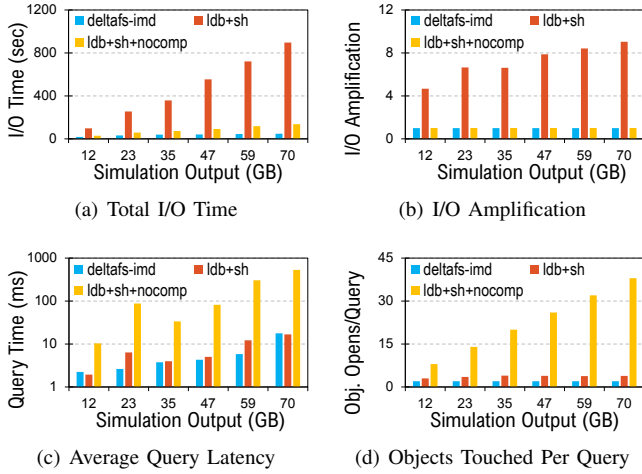 deltafs-imd
ldb+sh
ldb+sh+nocomp
I/O Time (sec)
1200
800
400
0
12 23 35 47 59 70
Simulation Output (GB)
(a) Total I/O Time
deltafs-imd
ldb+sh
ldb+sh+nocomp
I/O Amplification
12
8
4
0
12 23 35 47 59 70
Simulation Output (GB)
(b) I/O Amplification
deltafs-imd
ldb+sh
ldb+sh+nocomp
Query Time (ms)
1000
100
10
1
12 23 35 47 59 70
Simulation Output (GB)
(c) Average Query Latency
deltafs-imd
ldb+sh
ldb+sh+nocomp
Obj. Opens/Query
45
30
15
0
12 23 35 47 59 70
Simulation Output (GB)
(d) Objects Touched Per Query